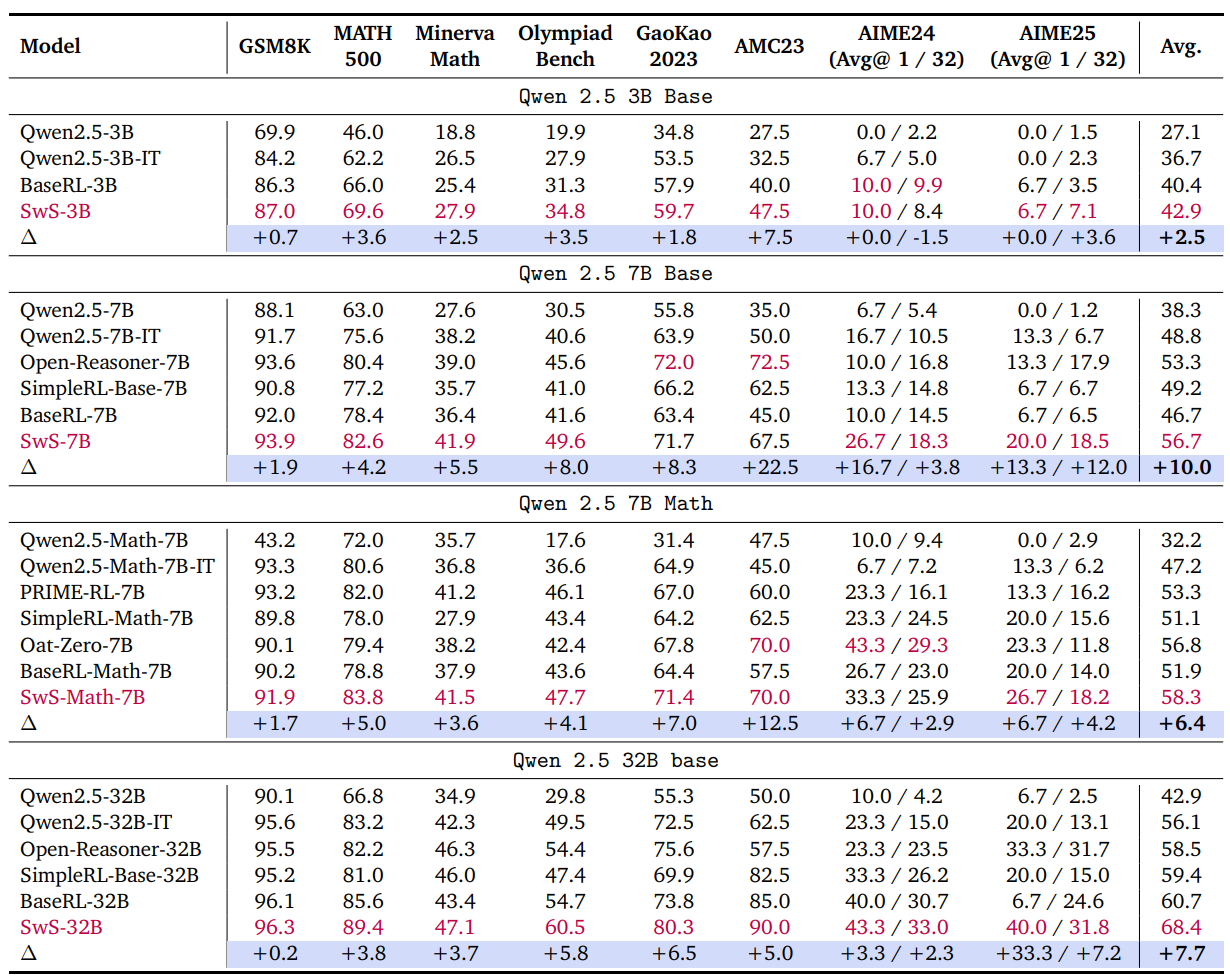 Model GSM8K MATH 500 Minerva Math Olympiad Bench GaoKao 2023 AMC23 AIME24 (Avg@ 1 / 32) AIME25 (Avg@ 1 / 32) Avg.
Qwen 2.5 3B Base
Qwen2.5-3B 69.9 46.0 18.8 19.9 34.8 27.5 0.0 / 2.2 0.0 / 1.5 27.1
Qwen2.5-3B-IT 84.2 62.2 26.5 27.9 53.5 32.5 6.7 / 5.0 0.0 / 2.3 36.7
BaseRL-3B 86.3 66.0 25.4 31.3 57.9 40.0 10.0 / 9.9 6.7 / 3.5 40.4
SwS-3B 87.0 69.6 27.9 34.8 59.7 47.5 10.0 / 8.4 6.7 / 7.1 42.9
Δ +0.7 +3.6 +2.5 +3.5 +1.8 +7.5 +0.0 / -1.5 +0.0 / +3.6 +2.5
Qwen 2.5 7B Base
Qwen2.5-7B 88.1 63.0 27.6 30.5 55.8 35.0 6.7 / 5.4 0.0 / 1.2 38.3
Qwen2.5-7B-IT 91.7 75.6 38.2 40.6 63.9 50.0 16.7 / 10.5 13.3 / 6.7 48.8
Open-Reasoner-7B 93.6 80.4 39.0 45.6 72.0 72.5 10.0 / 16.8 13.3 / 17.9 53.3
SimpleRL-Base-7B 90.8 77.2 35.7 41.0 66.2 62.5 13.3 / 14.8 6.7 / 6.7 49.2
BaseRL-7B 92.0 78.4 36.4 41.6 63.4 45.0 10.0 / 14.5 6.7 / 6.5 46.7
SwS-7B 93.9 82.6 41.9 49.6 71.7 67.5 26.7 / 18.3 20.0 / 18.5 56.7
Δ +1.9 +4.2 +5.5 +8.0 +8.3 +22.5 +16.7 / +3.8 +13.3 / +12.0 +10.0
Qwen 2.5 7B Math
Qwen2.5-Math-7B 43.2 72.0 35.7 17.6 31.4 47.5 10.0 / 9.4 0.0 / 2.9 32.2
Qwen2.5-Math-7B-IT 93.3 80.6 36.8 36.6 64.9 45.0 6.7 / 7.2 13.3 / 6.2 47.2
PRIME-RL-7B 93.2 82.0 41.2 46.1 67.0 60.0 23.3 / 16.1 13.3 / 16.2 53.3
SimpleRL-Math-7B 89.8 78.0 27.9 43.4 64.2 62.5 23.3 / 24.5 20.0 / 15.6 51.1
Oat-Zero-7B 90.1 79.4 38.2 42.4 67.8 70.0 43.3 / 29.3 23.3 / 11.8 56.8
BaseRL-Math-7B 90.2 78.8 37.9 43.6 64.4 57.5 26.7 / 23.0 20.0 / 14.0 51.9
SwS-Math-7B 91.9 83.8 41.5 47.7 71.4 70.0 33.3 / 25.9 26.7 / 18.2 58.3
Δ +1.7 +5.0 +3.6 +4.1 +7.0 +12.5 +6.7 / +2.9 +6.7 / +4.2 +6.4
Qwen 2.5 32B base
Qwen2.5-32B 90.1 66.8 34.9 29.8 55.3 50.0 10.0 / 4.2 6.7 / 2.5 42.9
Qwen2.5-32B-IT 95.6 83.2 42.3 49.5 72.5 62.5 23.3 / 15.0 20.0 / 13.1 56.1
Open-Reasoner-32B 95.5 82.2 46.3 54.4 75.6 57.5 23.3 / 23.5 33.3 / 31.7 58.5
SimpleRL-Base-32B 95.2 81.0 46.0 47.4 69.9 82.5 33.3 / 26.2 20.0 / 15.0 59.4
BaseRL-32B 96.1 85.6 43.4 54.7 73.8 85.0 40.0 / 30.7 6.7 / 24.6 60.7
SwS-32B 96.3 89.4 47.1 60.5 80.3 90.0 43.3 / 33.0 40.0 / 31.8 68.4
Δ +0.2 +3.8 +3.7 +5.8 +6.5 +5.0 +3.3 / +2.3 +33.3 / +7.2 +7.7